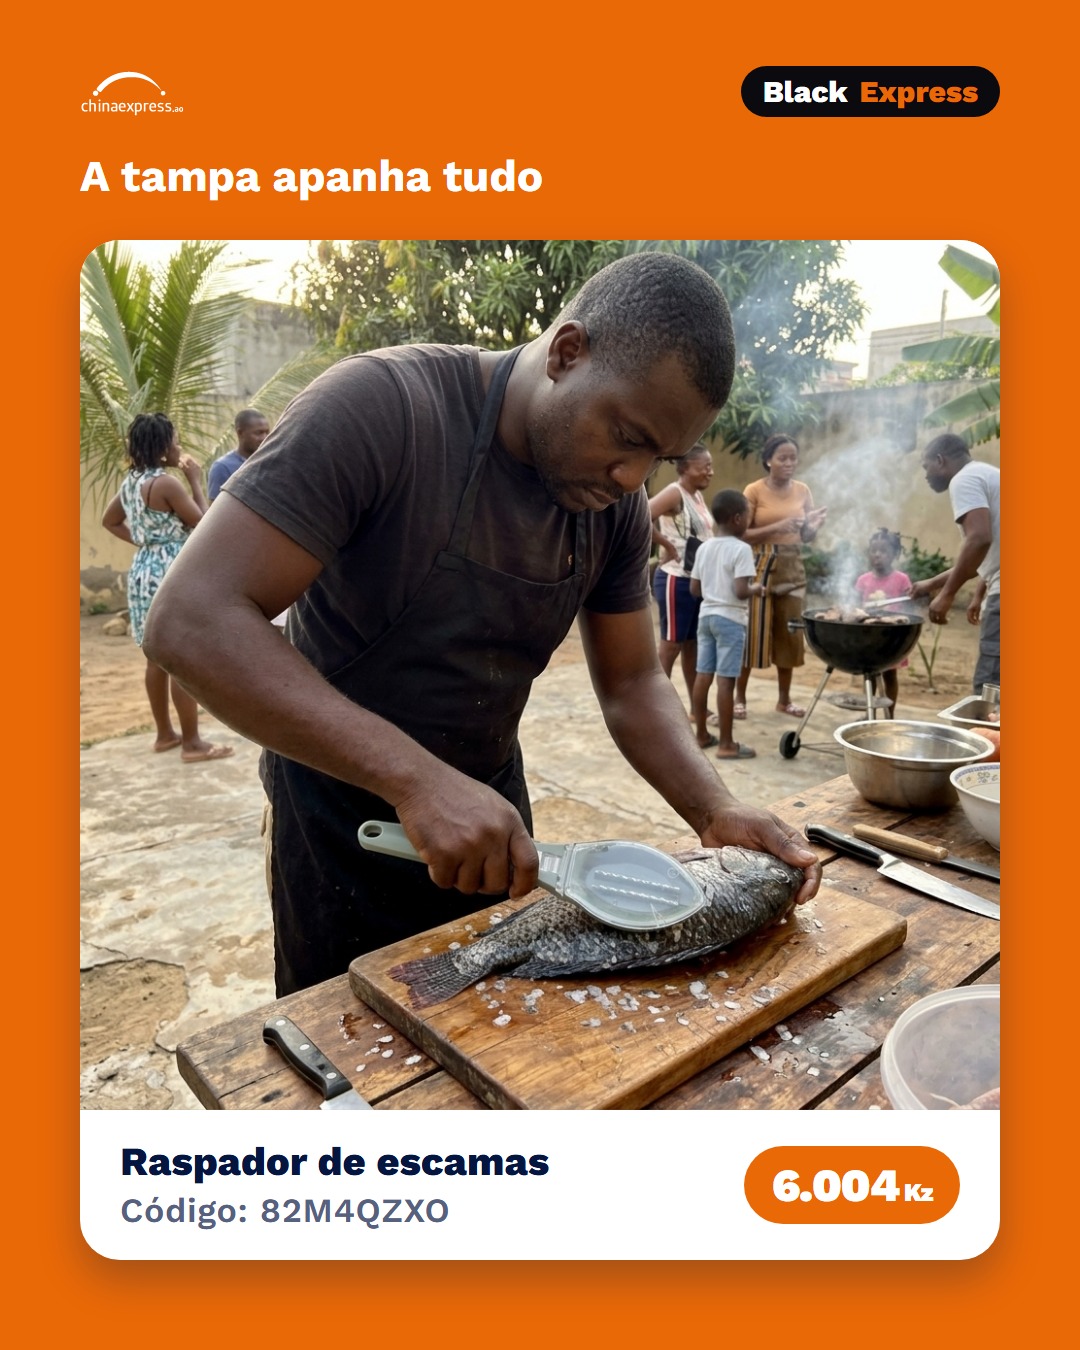 chinaexpress.ao
Black Express
A tampa apanha tudo
Raspador de escamas
Código: 82M4QZXO
6.004 Kz